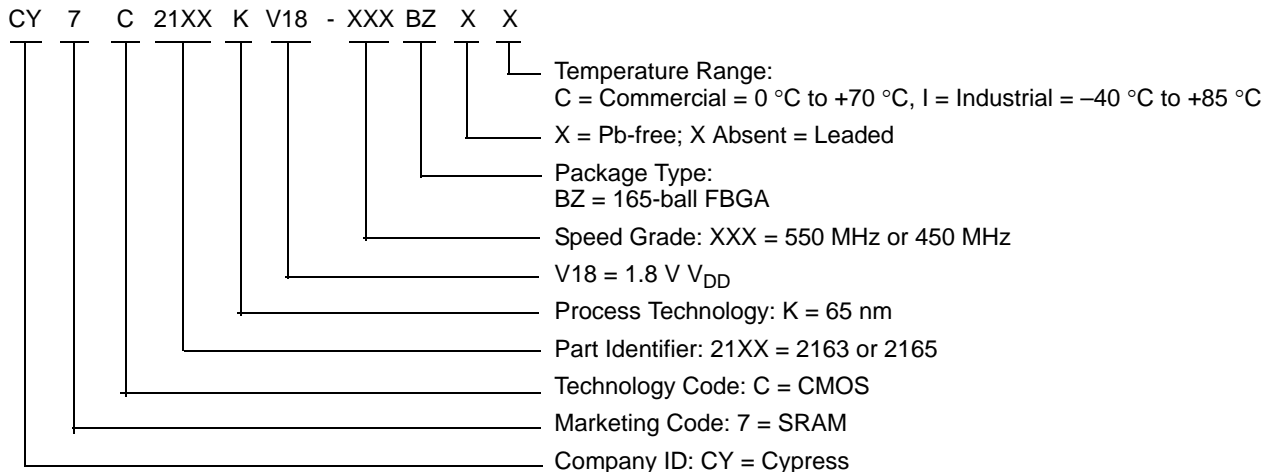 CY 7 C 21XX K V18 - XXX BZ X X
Temperature Range:
C = Commercial = 0 °C to +70 °C, I = Industrial = –40 °C to +85 °C
X = Pb-free; X Absent = Leaded
Package Type:
BZ = 165-ball FBGA
Speed Grade: XXX = 550 MHz or 450 MHz
V18 = 1.8 V VDD
Process Technology: K = 65 nm
Part Identifier: 21XX = 2163 or 2165
Technology Code: C = CMOS
Marketing Code: 7 = SRAM
Company ID: CY = Cypress